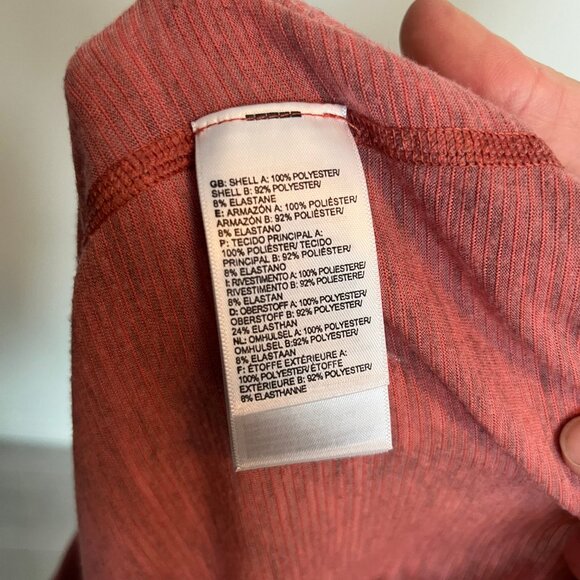 GB: SHELL A: 100% POLYESTER/
SHELL B: 92% POLYESTER/
8% ELASTANE
E: ARMAZÓN A: 100% POLIÉSTER/
ARMAZÓN B: 92% POLIÉSTER/
8% ELASTANO
P: TECIDO PRINCIPAL A:
100% POLIÉSTER/ TECIDO
PRINCIPAL B: 92% POLIÉSTER/
8% ELASTANO
I: RIVESTIMENTO A: 100% POLIESTERE/
RIVESTIMENTO B: 92% POLIESTERE/
8% ELASTAN
D: OBERSTOFF A: 100% POLYESTER/
OBERSTOFF B: 92% POLYESTER/
24% ELASTHAN
NL: OMHULSEL A: 100% POLYESTER/
OMHULSEL B:92% POLYESTER/
8% ELASTAAN
F: ÉTOFFE EXTÉRIEURE A:
100% POLYESTER/ÉTOFFE
EXTÉRIEURE B: 92% POLYESTER/
8% ELASTHANNE